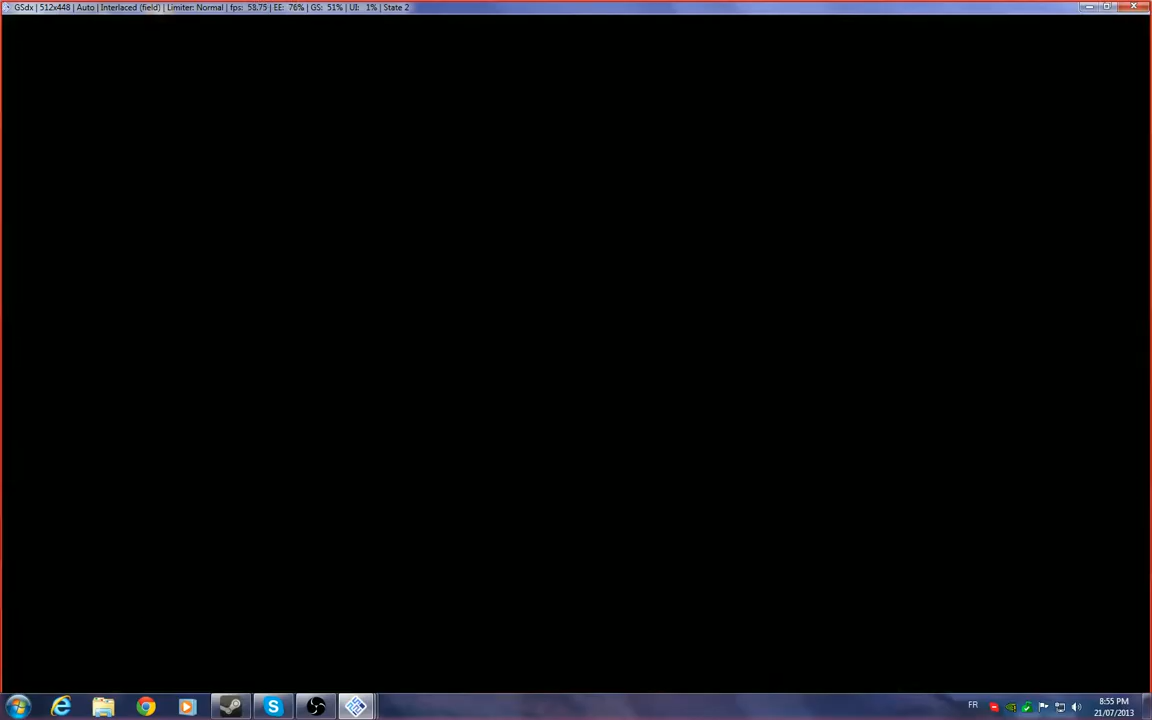 GSdx | 512x448 | Auto | Interlaced (field) | Limiter: Normal | fps: 58.75 | EE: 76% | GS: 51% | UI: 1% | State 2
FR
8:55 PM
21/07/2013